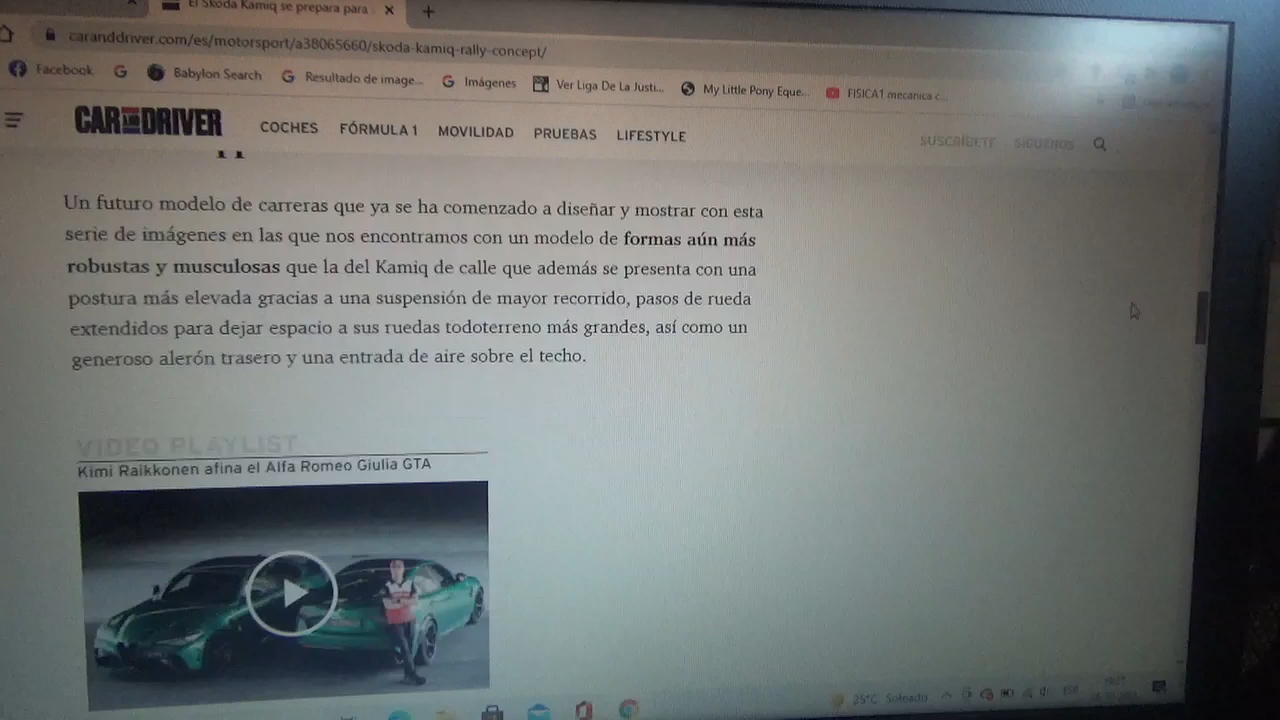 El Skoda Kamiq se prepara para
caranddriver.com/es/motorsport/a38065660/skoda-kamiq-rally-concept/
Facebook Babylon Search Resultado de image... Imágenes Ver Liga De La Justi... My Little Pony Eque... FISICA1 mecanica c...
CAR AND DRIVER COCHES FÓRMULA 1 MOVILIDAD PRUEBAS LIFESTYLE SUSCRÍBETE SÍGUENOS
Un futuro modelo de carreras que ya se ha comenzado a diseñar y mostrar con esta
serie de imágenes en las que nos encontramos con un modelo de formas aún más
robustas y musculosas que la del Kamiq de calle que además se presenta con una
postura más elevada gracias a una suspensión de mayor recorrido, pasos de rueda
extendidos para dejar espacio a sus ruedas todoterreno más grandes, así como un
generoso alerón trasero y una entrada de aire sobre el techo.
VIDEO PLAYLIST
Kimi Raikkonen afina el Alfa Romeo Giulia GTA
25°C Soleado ESP